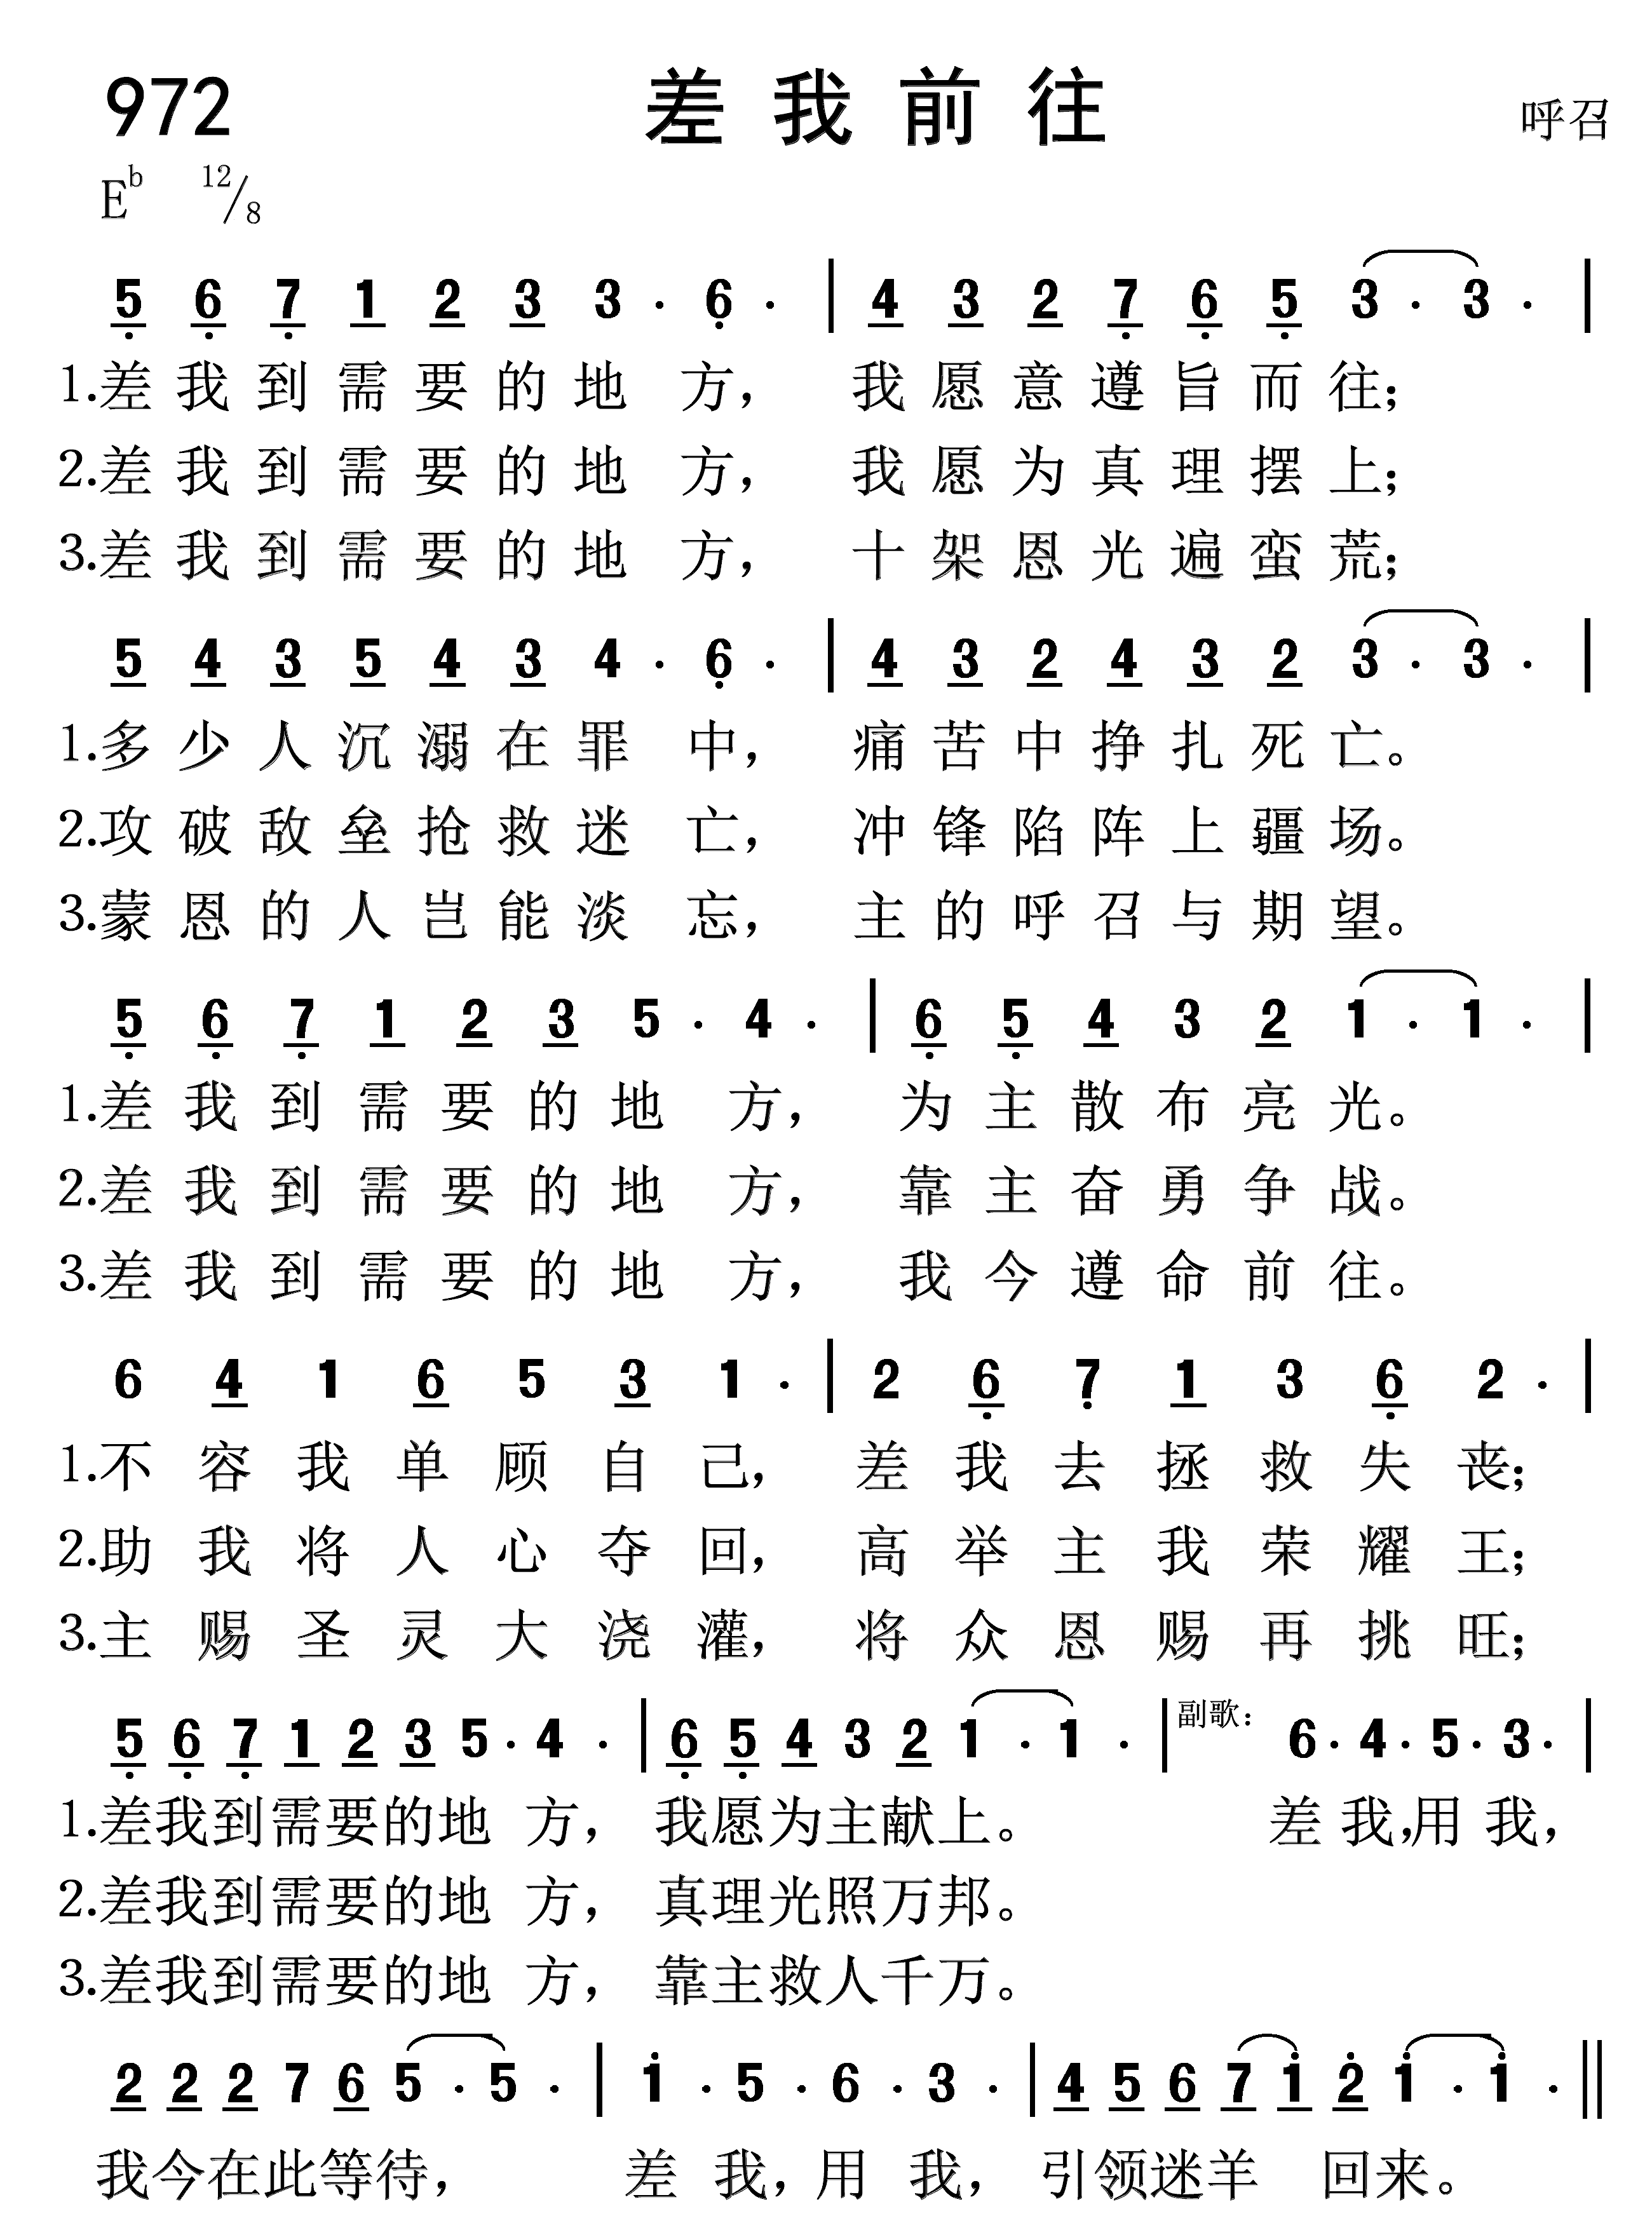 972 差我前往 呼召
E♭ 12/8
5 6 7 1 2 3 3 · 6 · | 4 3 2 7 6 5 3 · 3 · |
1.差我到需要的地方， 我愿意遵旨而往；
2.差我到需要的地方， 我愿为真理摆上；
3.差我到需要的地方， 十架恩光遍蛮荒；
5 4 3 5 4 3 4 · 6 · | 4 3 2 4 3 2 3 · 3 · |
1.多少人沉溺在罪中， 痛苦中挣扎死亡。
2.攻破敌垒抢救迷亡， 冲锋陷阵上疆场。
3.蒙恩的人岂能淡忘， 主的呼召与期望。
5 6 7 1 2 3 5 · 4 · | 6 5 4 3 2 1 · 1 · |
1.差我到需要的地方， 为主散布亮光。
2.差我到需要的地方， 靠主奋勇争战。
3.差我到需要的地方， 我今遵命前往。
6 4 1 6 5 3 1 · | 2 6 7 1 3 6 2 · |
1.不容我单顾自己， 差我去拯救失丧；
2.助我将人心夺回， 高举主我荣耀王；
3.主赐圣灵大浇灌， 将众恩赐再挑旺；
5 6 7 1 2 3 5 · 4 · | 6 5 4 3 2 1 · 1 · | 副歌： 6 · 4 · 5 · 3 · |
1.差我到需要的地方， 我愿为主献上。 差我，用我，
2.差我到需要的地方， 真理光照万邦。
3.差我到需要的地方， 靠主救人千万。
2 2 2 7 6 5 · 5 · | 1 · 5 · 6 · 3 · | 4 5 6 7 1 2 1 · 1 · ||
我今在此等待， 差我，用我， 引领迷羊回来。